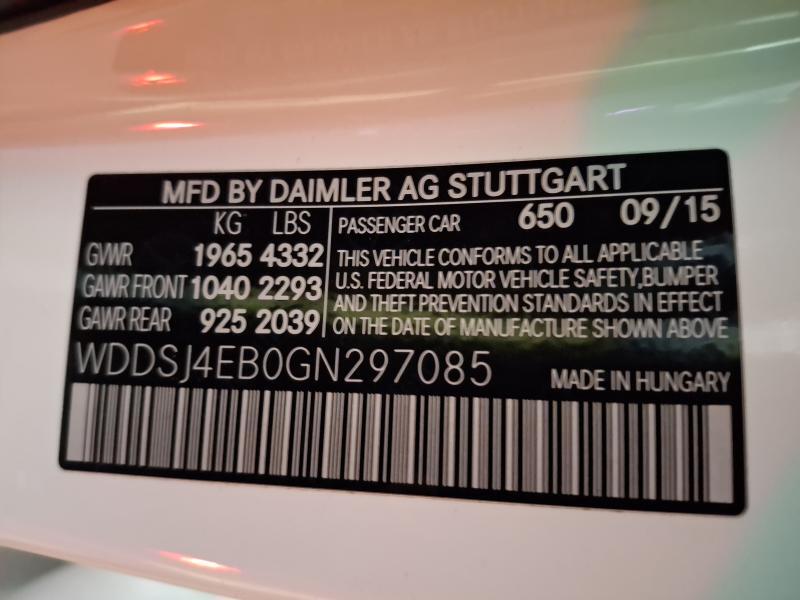 MFD BY DAIMLER AG STUTTGART
KG LBS
GVWR 1965 4332
GAWR FRONT 1040 2293
GAWR REAR 925 2039
PASSENGER CAR 650 09/15
THIS VEHICLE CONFORMS TO ALL APPLICABLE
U.S. FEDERAL MOTOR VEHICLE SAFETY,BUMPER
AND THEFT PREVENTION STANDARDS IN EFFECT
ON THE DATE OF MANUFACTURE SHOWN ABOVE
WDDSJ4EB0GN297085
MADE IN HUNGARY